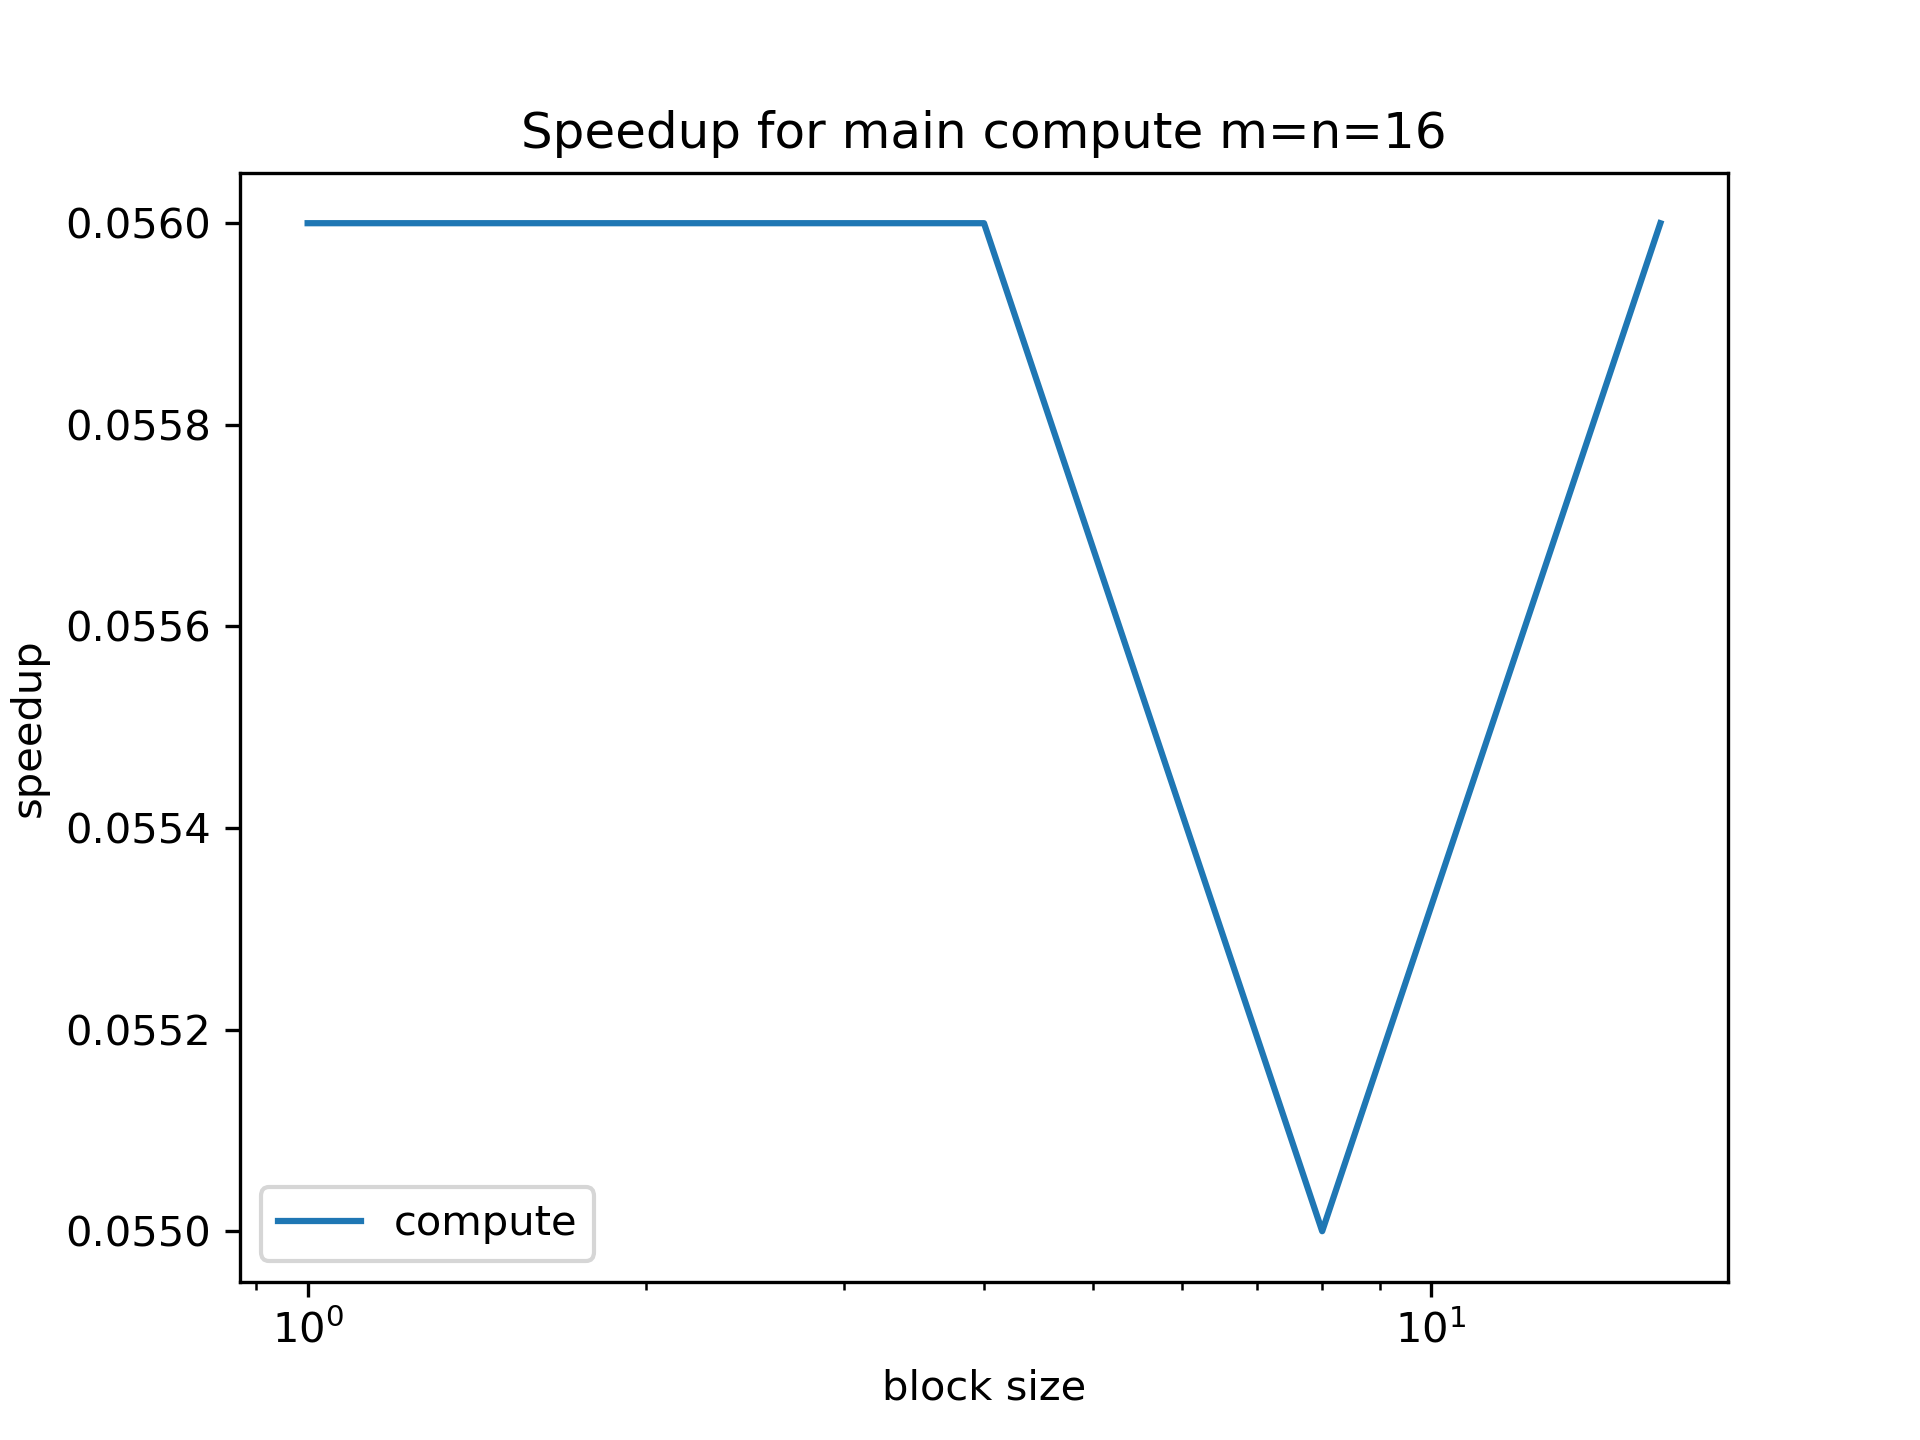 Speedup for main compute m=n=16
0.0560
0.0558
0.0556
0.0554
0.0552
0.0550
speedup
compute
10⁰ 10¹
block size